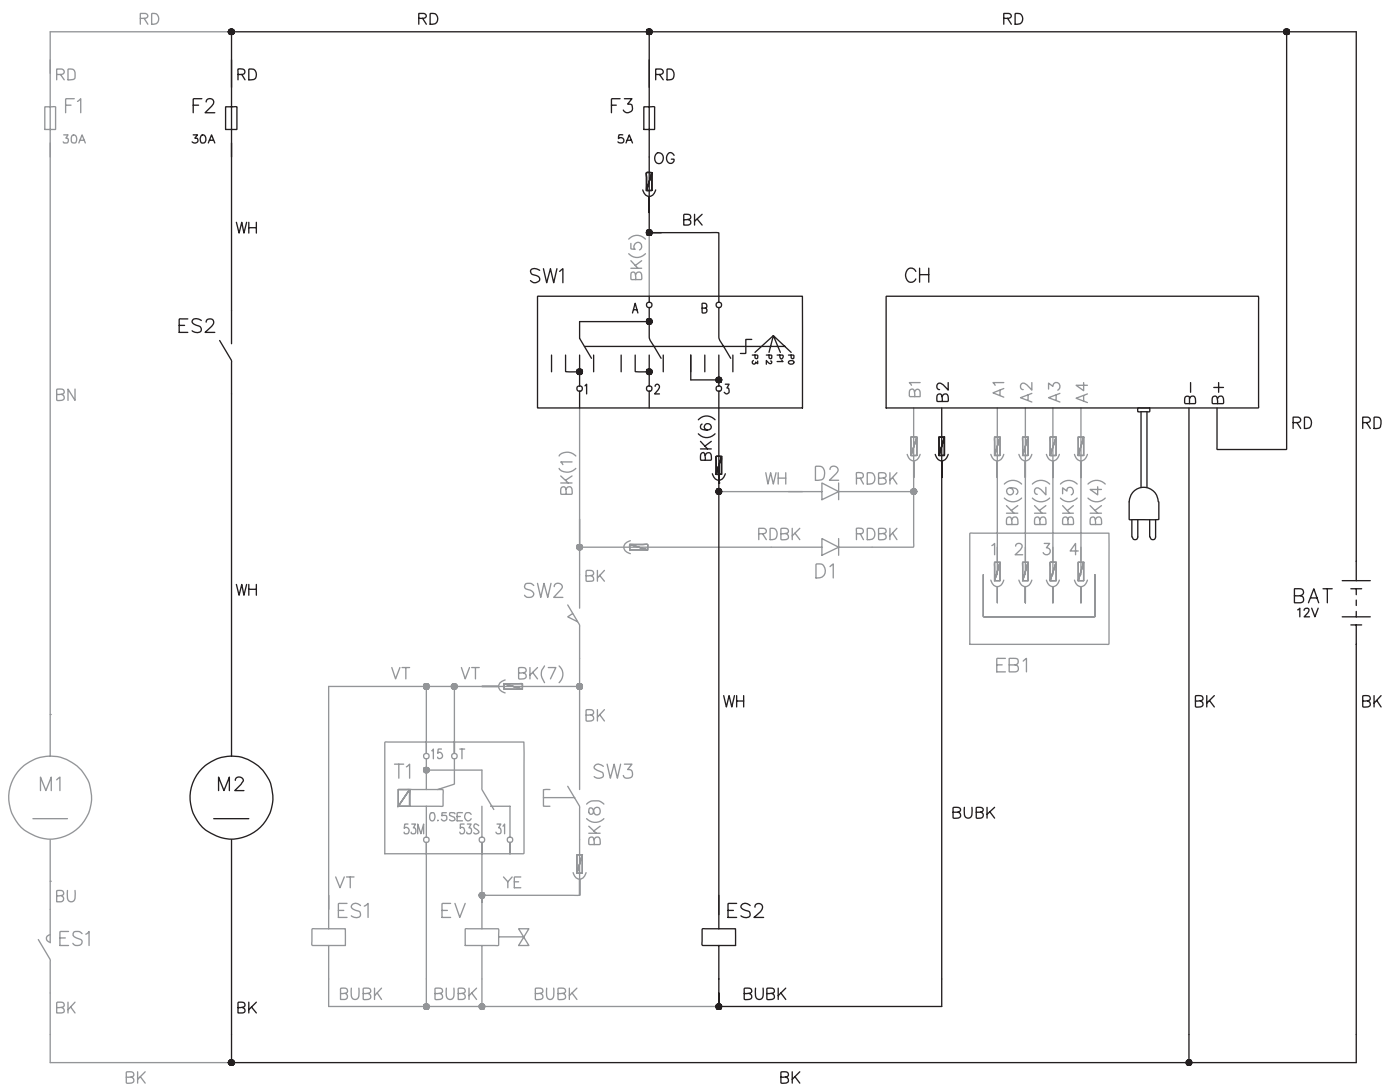 RD RD RD
RD RD RD
F1 F2 F3
30A 30A 5A
OG
BK
WH
BK(5)
SW1 CH
A B
ES2
P3 P2 P1 P0
1 2 3
B1 B2 A1 A2 A3 A4 B- B+
BN
RD RD
BK(6)
BK(1)
WH D2 RDBK
BK(9) BK(2) BK(3) BK(4)
RDBK RDBK
1 2 3 4
D1
BK
WH
SW2
BAT
12V
EB1
VT VT BK(7)
BK
WH BK BK
15 T
T1 SW3
M1 M2
0.5SEC
53M 53S 31
BK(8)
BUBK
BU
VT YE
ES1 EV ES2
ES1
BUBK BUBK BUBK BUBK
BK BK
BK BK